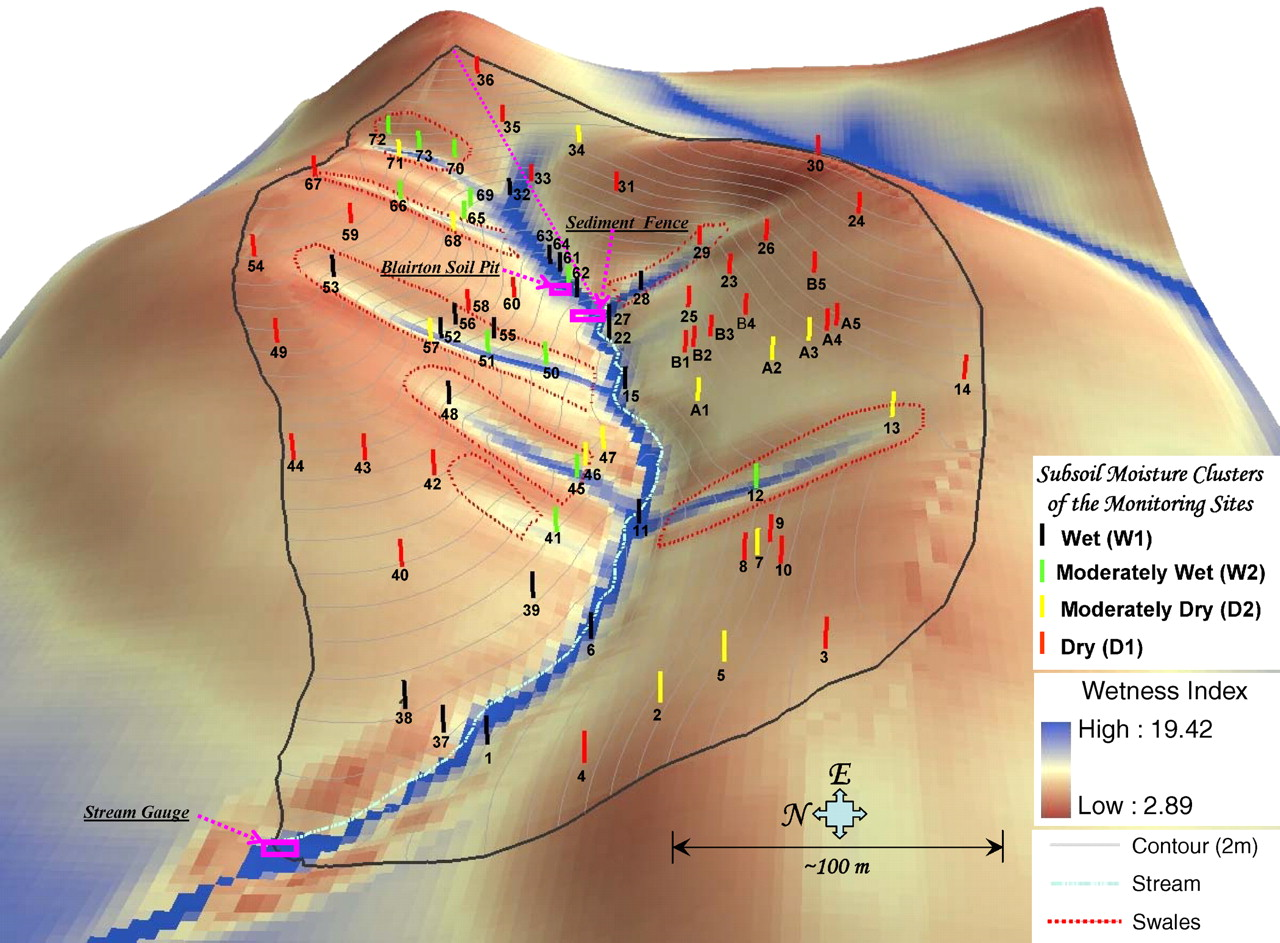 36
35
72
73
71
70
34
30
67
33
31
32
69
66
65
24
59
68
Sediment Fence
63
64
29
26
54
61
Blairton Soil Pit
62
23
B5
53
28
58
60
25
B4
56
27
A5
49
57
52
55
22
B3
A4
51
B1
B2
A3
50
A2
14
48
15
A1
13
44
43
42
47
46
45
12
Subsoil Moisture Clusters
of the Monitoring Sites
41
11
9
Wet (W1)
40
8
7
10
Moderately Wet (W2)
39
Moderately Dry (D2)
6
3
Dry (D1)
5
Wetness Index
38
2
High : 19.42
37
1
4
E
Low : 2.89
Stream Gauge
N
Contour (2m)
~100 m
Stream
Swales